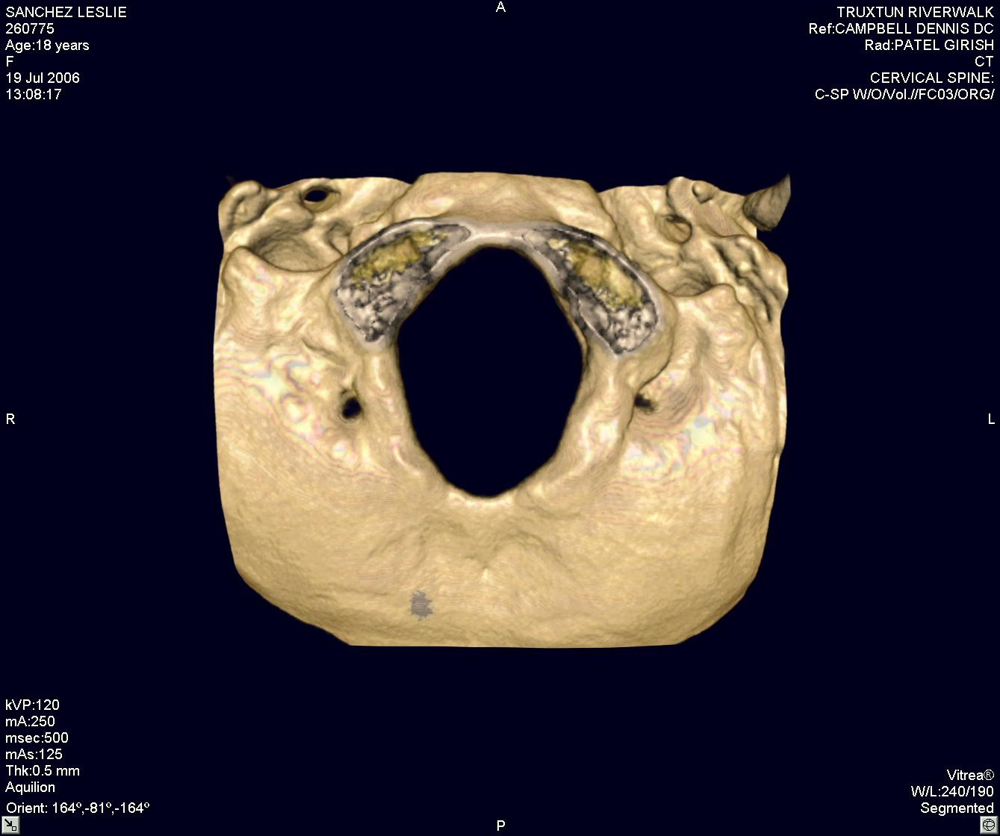 SANCHEZ LESLIE
260775
Age:18 years
F
19 Jul 2006
13:08:17
A
TRUXTUN RIVERWALK
Ref:CAMPBELL DENNIS DC
Rad:PATEL GIRISH
CT
CERVICAL SPINE:
C-SP W/O/Vol.//FC03/ORG/
R
L
kVP:120
mA:250
msec:500
mAs:125
Thk:0.5 mm
Aquilion
Orient: 164º,-81º,-164º
P
Vitrea®
W/L:240/190
Segmented